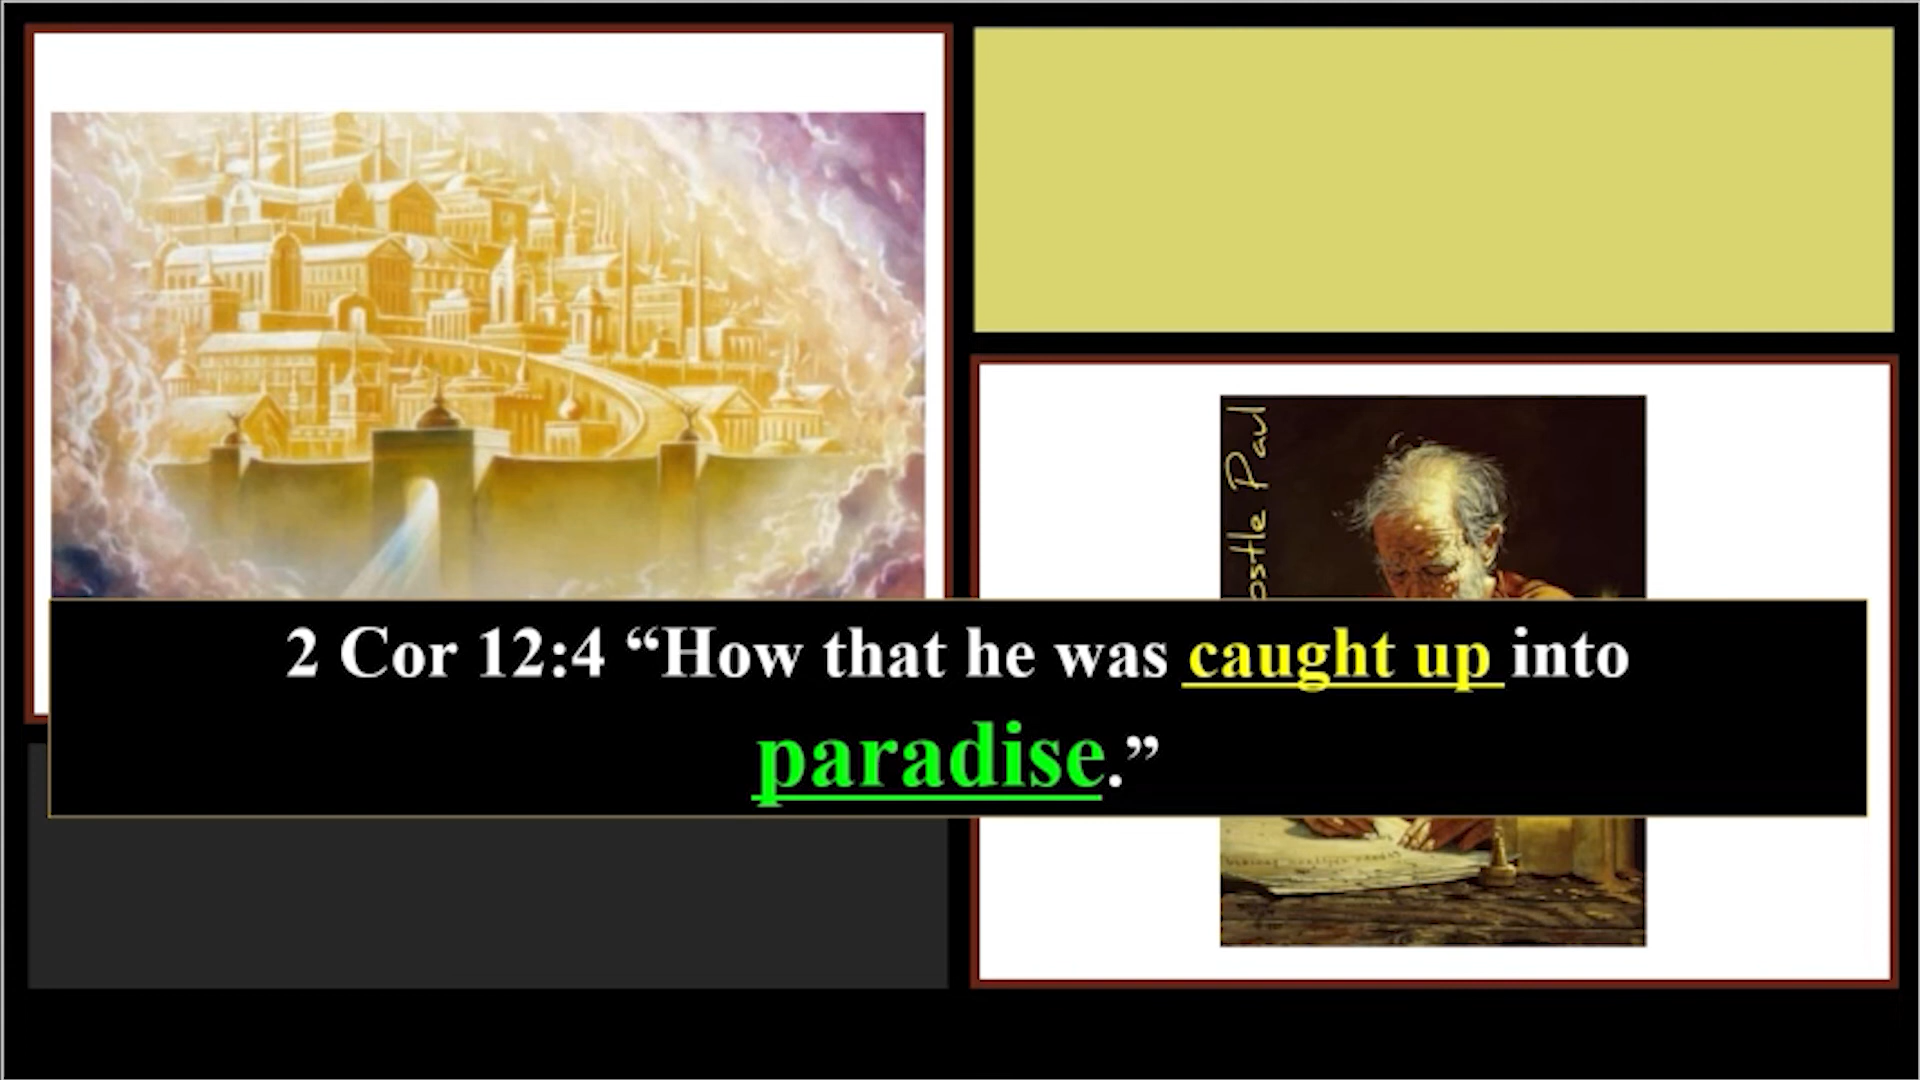 ostle Paul
2 Cor 12:4 “How that he was caught up into
paradise.”